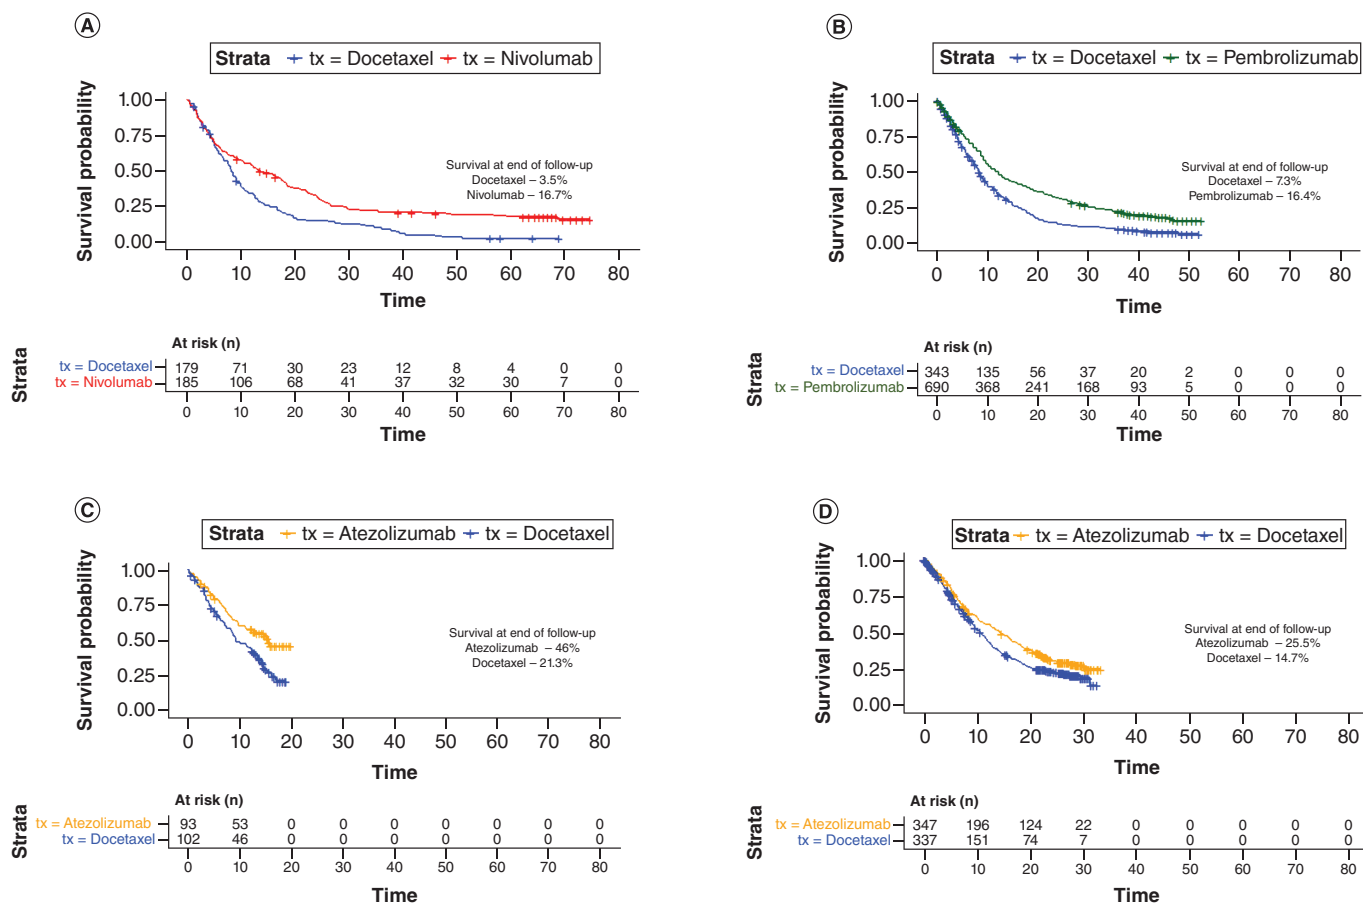 A
Strata tx = Docetaxel tx = Nivolumab
Survival probability
1.00
0.75
0.50
0.25
0.00
Survival at end of follow-up
Docetaxel – 3.5%
Nivolumab – 16.7%
0 10 20 30 40 50 60 70 80
Time
At risk (n)
Strata
tx = Docetaxel 179 71 30 23 12 8 4 0 0
tx = Nivolumab 185 106 68 41 37 32 30 7 0
0 10 20 30 40 50 60 70 80
Time
B
Strata tx = Docetaxel tx = Pembrolizumab
Survival probability
1.00
0.75
0.50
0.25
0.00
Survival at end of follow-up
Docetaxel – 7.3%
Pembrolizumab – 16.4%
0 10 20 30 40 50 60 70 80
Time
At risk (n)
Strata
tx = Docetaxel 343 135 56 37 20 2 0 0 0
tx = Pembrolizumab 690 368 241 168 93 5 0 0 0
0 10 20 30 40 50 60 70 80
Time
C
Strata tx = Atezolizumab tx = Docetaxel
Survival probability
1.00
0.75
0.50
0.25
0.00
Survival at end of follow-up
Atezolizumab – 46%
Docetaxel – 21.3%
0 10 20 30 40 50 60 70 80
Time
At risk (n)
Strata
tx = Atezolizumab 93 53 0 0 0 0 0 0 0
tx = Docetaxel 102 46 0 0 0 0 0 0 0
0 10 20 30 40 50 60 70 80
Time
D
Strata tx = Atezolizumab tx = Docetaxel
Survival probability
1.00
0.75
0.50
0.25
0.00
Survival at end of follow-up
Atezolizumab – 25.5%
Docetaxel – 14.7%
0 10 20 30 40 50 60 70 80
Time
At risk (n)
Strata
tx = Atezolizumab 347 196 124 22 0 0 0 0 0
tx = Docetaxel 337 151 74 7 0 0 0 0 0
0 10 20 30 40 50 60 70 80
Time